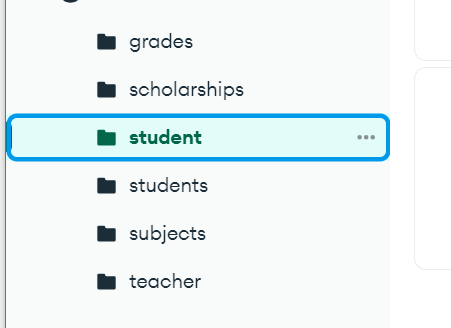 grades
scholarships
student
students
subjects
teacher